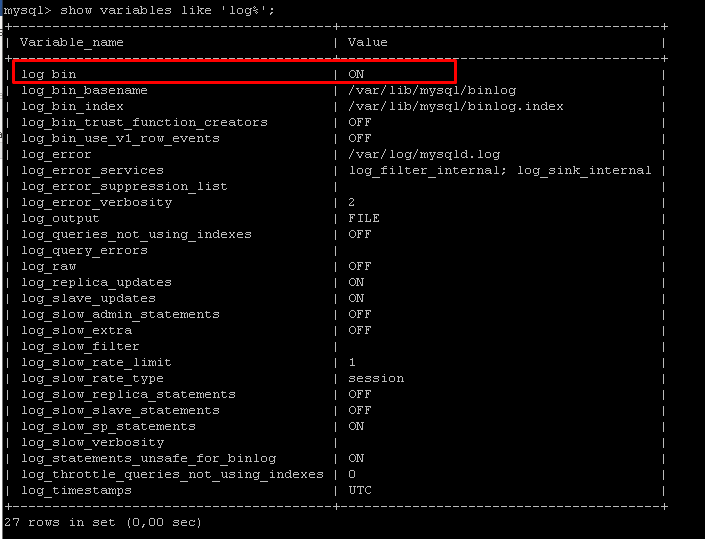 mysql> show variables like 'log%';
+----------------------------------------+----------------------------------------+
| Variable_name                          | Value                                  |
+----------------------------------------+----------------------------------------+
| log_bin                                | ON                                     |
| log_bin_basename                       | /var/lib/mysql/binlog                  |
| log_bin_index                          | /var/lib/mysql/binlog.index            |
| log_bin_trust_function_creators        | OFF                                    |
| log_bin_use_v1_row_events              | OFF                                    |
| log_error                              | /var/log/mysqld.log                    |
| log_error_services                     | log_filter_internal; log_sink_internal |
| log_error_suppression_list             |                                        |
| log_error_verbosity                    | 2                                      |
| log_output                             | FILE                                   |
| log_queries_not_using_indexes          | OFF                                    |
| log_query_errors                       |                                        |
| log_raw                                | OFF                                    |
| log_replica_updates                    | ON                                     |
| log_slave_updates                      | ON                                     |
| log_slow_admin_statements              | OFF                                    |
| log_slow_extra                         | OFF                                    |
| log_slow_filter                        |                                        |
| log_slow_rate_limit                    | 1                                      |
| log_slow_rate_type                     | session                                |
| log_slow_replica_statements            | OFF                                    |
| log_slow_slave_statements              | OFF                                    |
| log_slow_sp_statements                 | ON                                     |
| log_slow_verbosity                     |                                        |
| log_statements_unsafe_for_binlog       | ON                                     |
| log_throttle_queries_not_using_indexes | 0                                      |
| log_timestamps                         | UTC                                    |
+----------------------------------------+----------------------------------------+
27 rows in set (0,00 sec)